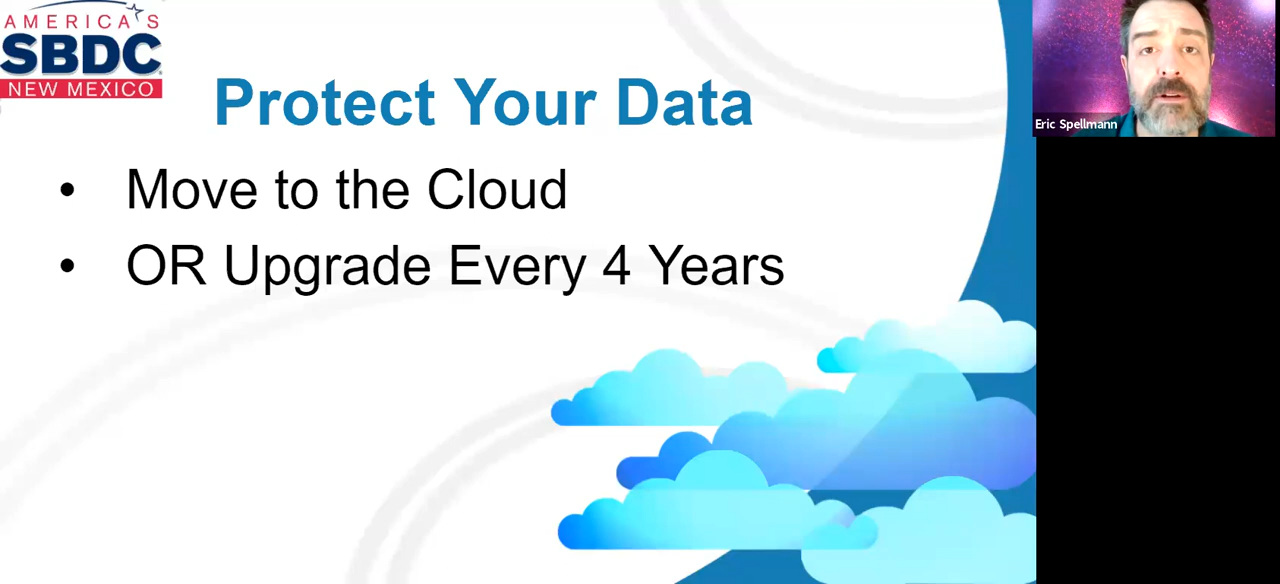 AMERICA'S
SBDC
NEW MEXICO
Protect Your Data
• Move to the Cloud
• OR Upgrade Every 4 Years
Eric Spellmann